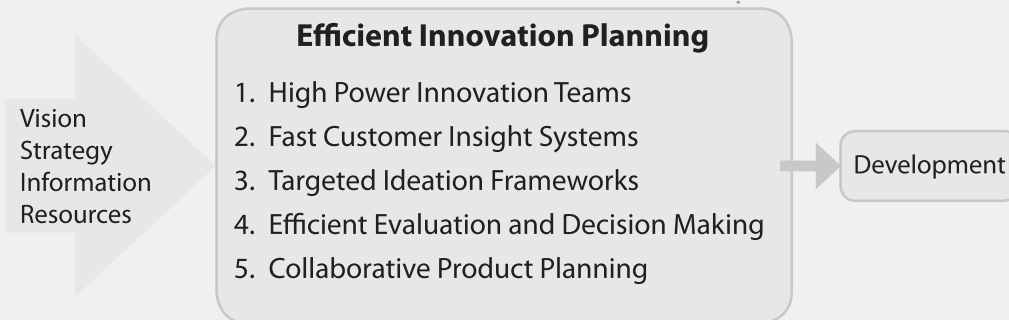 Efficient Innovation Planning
Vision
Strategy
Information
Resources
1. High Power Innovation Teams
2. Fast Customer Insight Systems
3. Targeted Ideation Frameworks
4. Efficient Evaluation and Decision Making
5. Collaborative Product Planning
Development